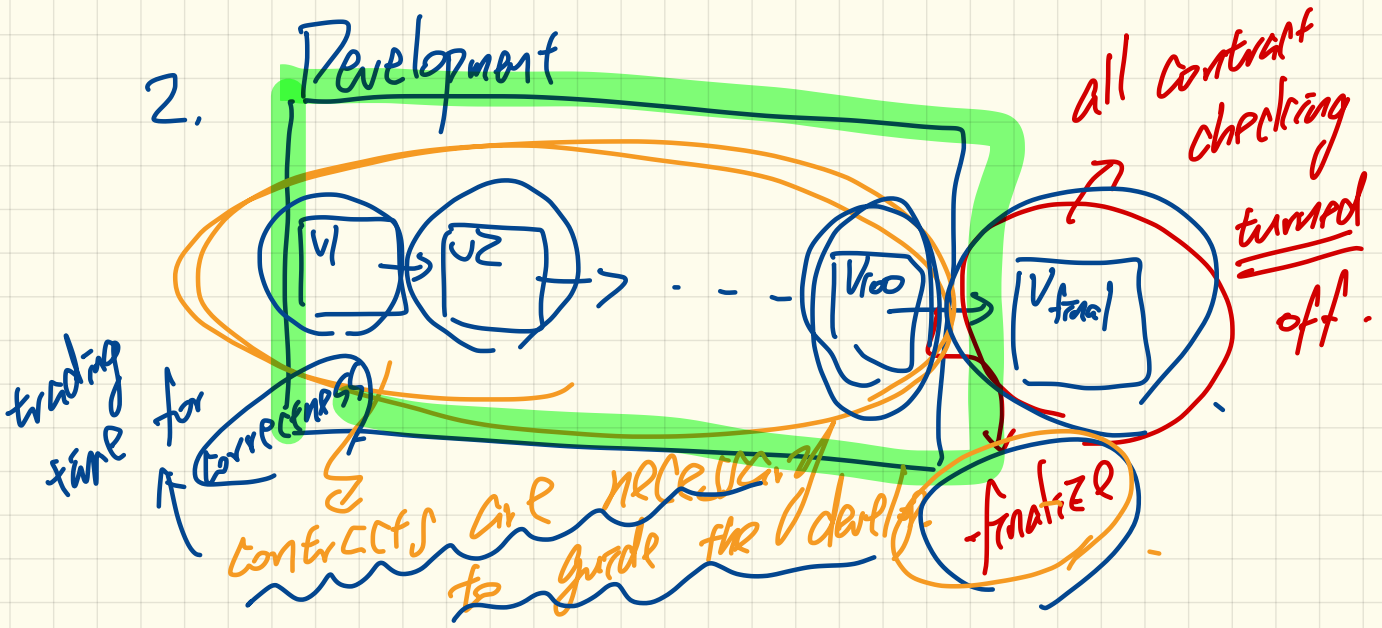 2.
Development
all contract
checking
turned
off.
V1
V2
V100
Vfinal
trading
time for
correctness
contracts are necessary
to guide the develop
finalize